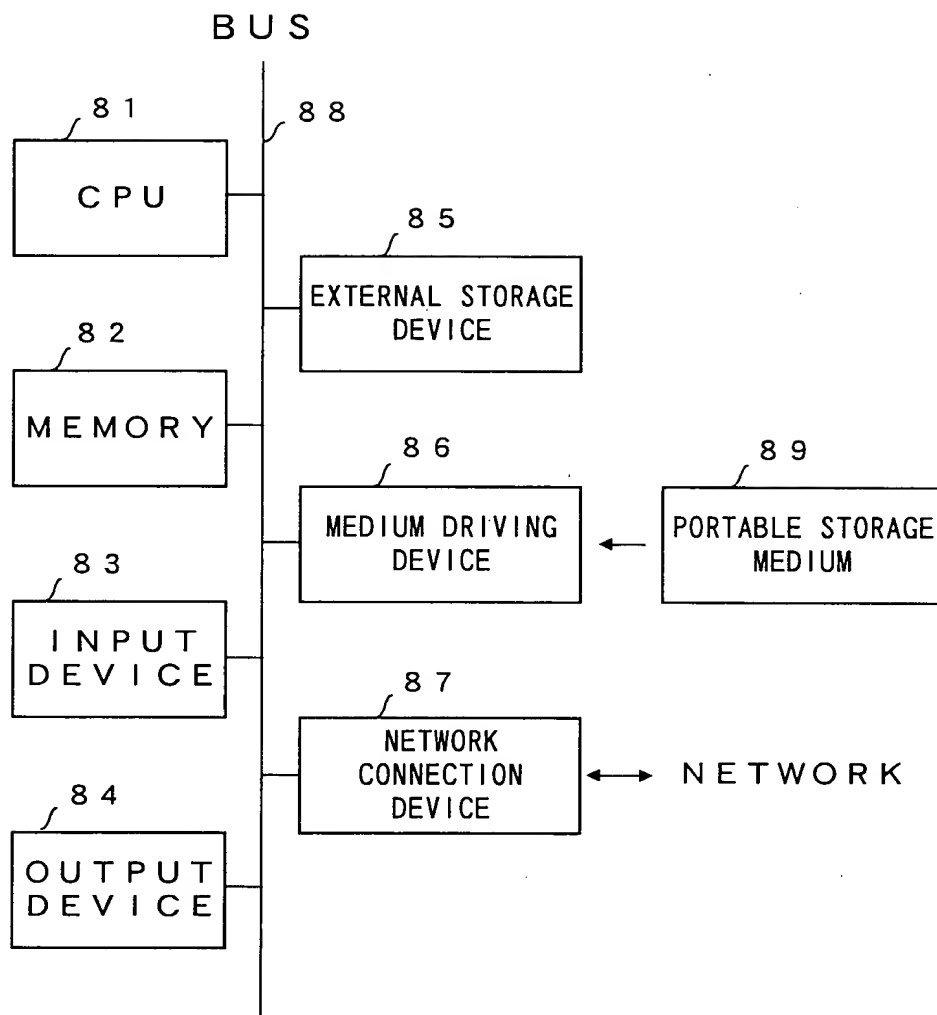 BUS
81
88
CPU
85
EXTERNAL STORAGE
DEVICE
82
MEMORY
86
89
MEDIUM DRIVING
DEVICE
PORTABLE STORAGE
MEDIUM
83
INPUT
DEVICE
87
NETWORK
CONNECTION
DEVICE
NETWORK
84
OUTPUT
DEVICE